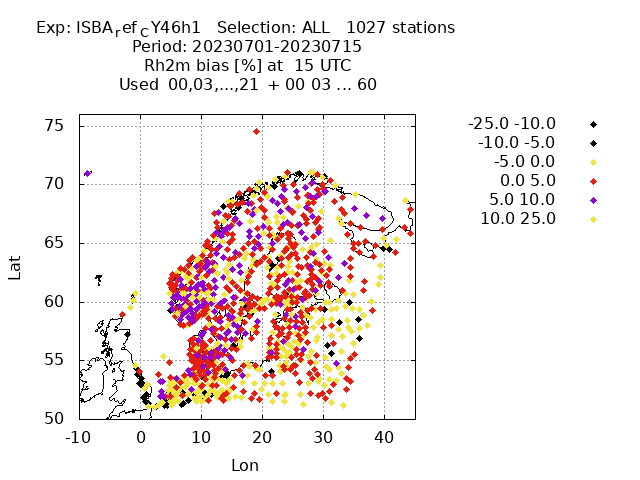 Exp: ISBA_ref_CY46h1   Selection: ALL   1027 stations
Period: 20230701-20230715
Rh2m bias [%] at  15 UTC
Used  00,03,...,21  + 00 03 ... 60
-25.0 -10.0
-10.0 -5.0
-5.0 0.0
0.0 5.0
5.0 10.0
10.0 25.0
75
70
65
60
55
50
Lat
-10 0 10 20 30 40
Lon